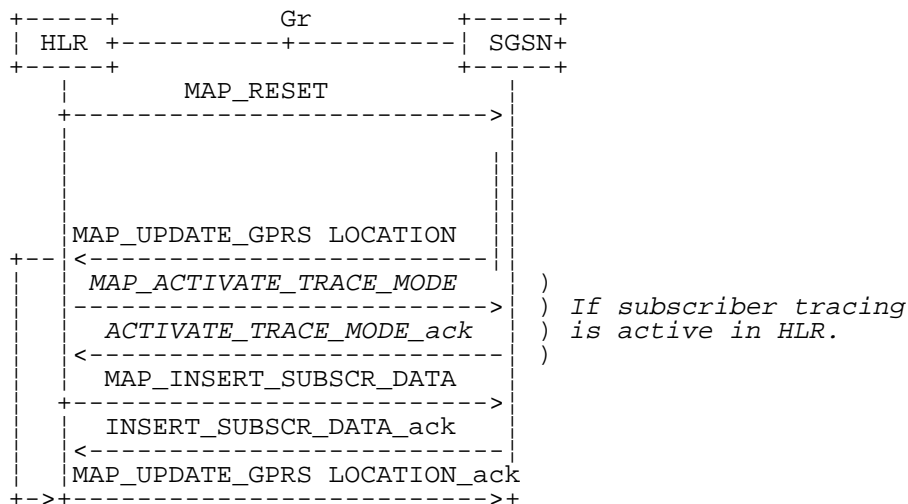 Gr
HLR SGSN
MAP_RESET
MAP_UPDATE_GPRS LOCATION
MAP_ACTIVATE_TRACE_MODE )
) If subscriber tracing
ACTIVATE_TRACE_MODE_ack ) is active in HLR.
)
MAP_INSERT_SUBSCR_DATA
INSERT_SUBSCR_DATA_ack
MAP_UPDATE_GPRS LOCATION_ack